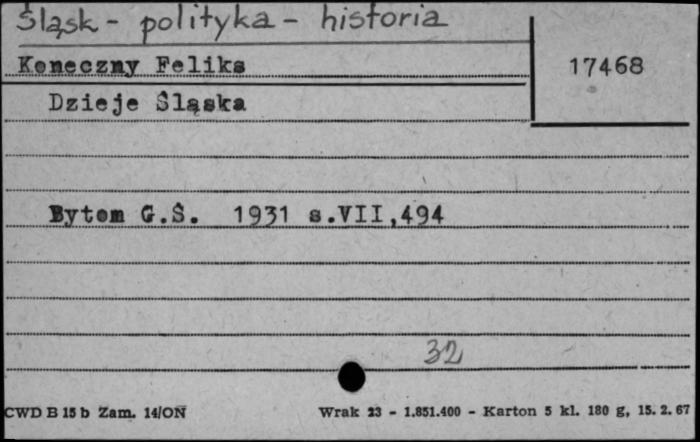 Śląsk - polityka - historia
Koneczny Feliks
17468
Dzieje Śląska
Bytom G.Ś. 1931 s.VII,494
32
CWD B 15 b Zam. 14/ON Wrak 23 - 1.851.400 - Karton 5 kl. 180 g, 15. 2. 67